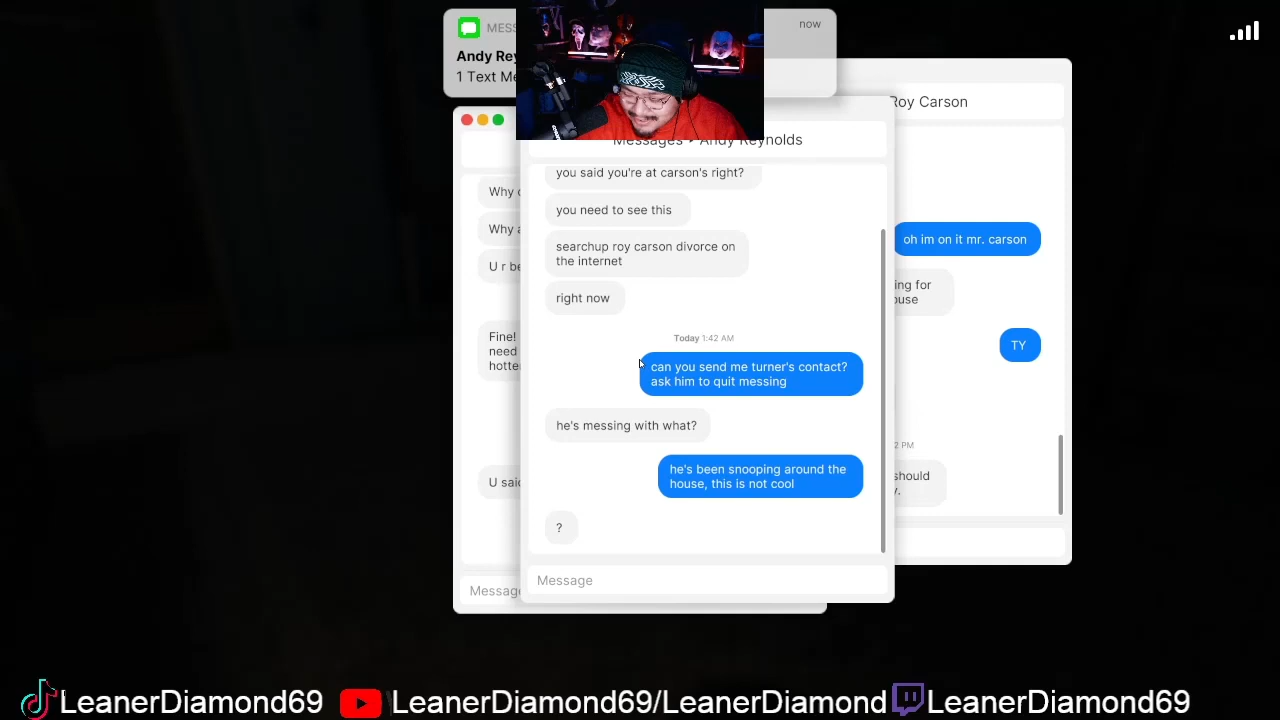 now
Andy Rey
1 Text Me
Roy Carson
Messages > Andy Reynolds
you said you're at carson's right?
you need to see this
searchup roy carson divorce on
the internet
right now
Today 1:42 AM
can you send me turner's contact?
ask him to quit messing
he's messing with what?
he's been snooping around the
house, this is not cool
?
Message
Why
Why
U r be
Fine!
need
hotte
U said
Message
oh im on it mr. carson
ing for
use
TY
2 PM
should
y.
LeanerDiamond69
LeanerDiamond69/LeanerDiamond
LeanerDiamond69